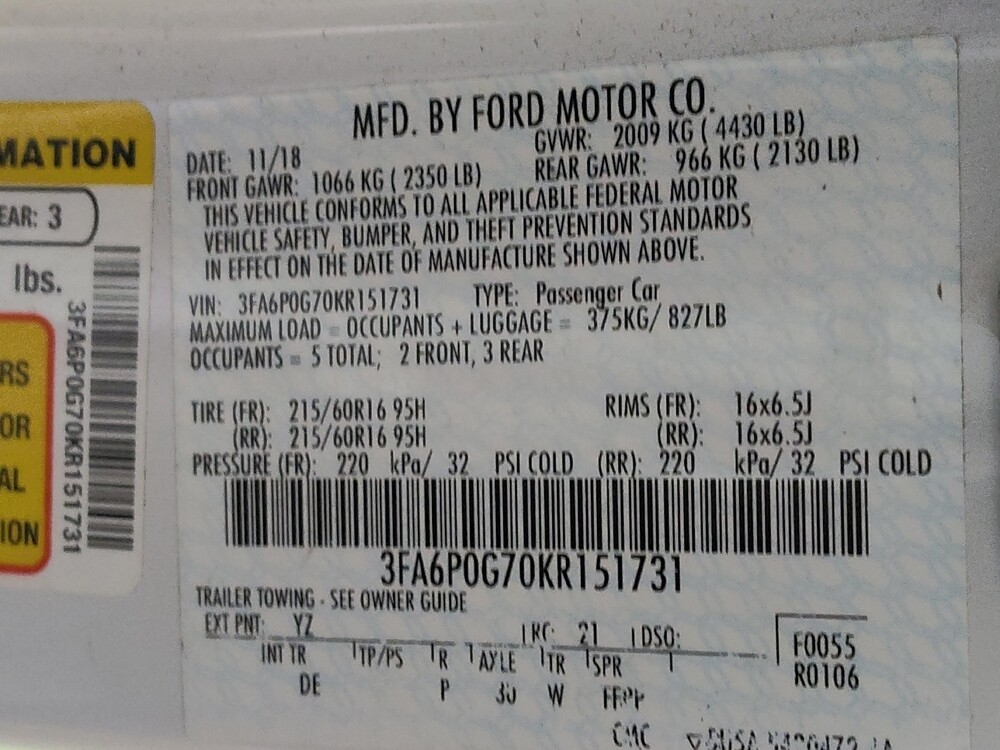 MATION
EAR: 3
lbs.
RS
OR
AL
ION
3FA6P0G70KR151731
MFD. BY FORD MOTOR CO.
DATE: 11/18 GVWR: 2009 KG ( 4430 LB)
FRONT GAWR: 1066 KG ( 2350 LB) REAR GAWR: 966 KG ( 2130 LB)
THIS VEHICLE CONFORMS TO ALL APPLICABLE FEDERAL MOTOR
VEHICLE SAFETY, BUMPER, AND THEFT PREVENTION STANDARDS
IN EFFECT ON THE DATE OF MANUFACTURE SHOWN ABOVE.
VIN: 3FA6P0G70KR151731 TYPE: Passenger Car
MAXIMUM LOAD = OCCUPANTS + LUGGAGE = 375KG/ 827LB
OCCUPANTS = 5 TOTAL; 2 FRONT, 3 REAR
TIRE (FR): 215/60R16 95H RIMS (FR): 16x6.5J
(RR): 215/60R16 95H (RR): 16x6.5J
PRESSURE (FR): 220 kPa/ 32 PSI COLD (RR): 220 kPa/ 32 PSI COLD
3FA6P0G70KR151731
TRAILER TOWING - SEE OWNER GUIDE
EXT PNT: YZ RC: 21 DSO:
INT TR TP/PS R AXLE TR SPR
DE P W
F0055
R0106